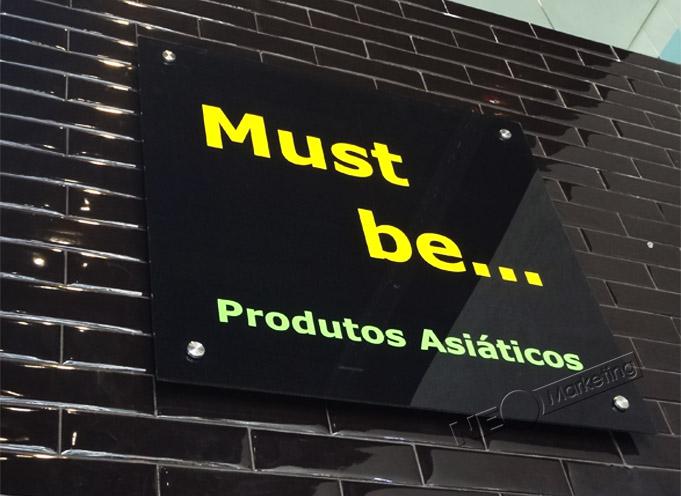 Must
be...
Produtos Asiáticos
NEO Marketing